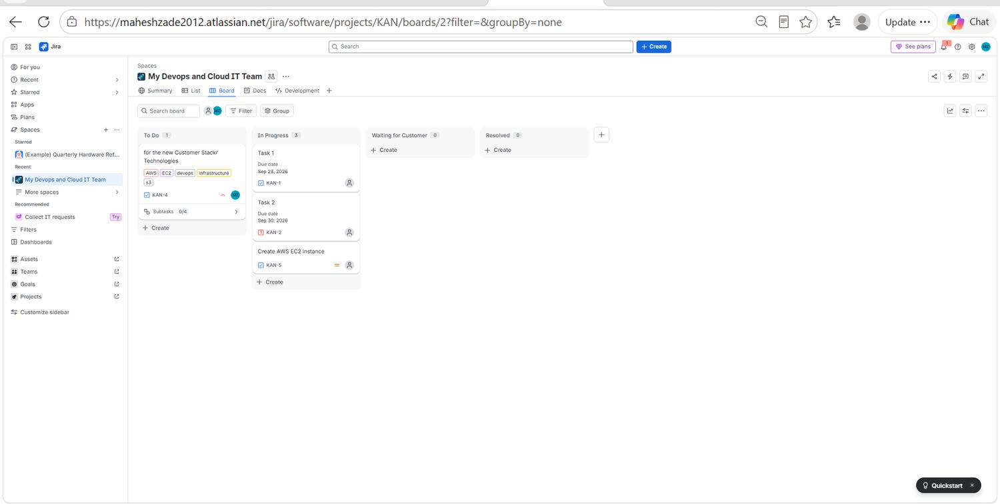 https://maheshzade2012.atlassian.net/jira/software/projects/KAN/boards/2?filter=&groupBy=none
Update
Chat
Jira
Search
Create
See plans
1
MZ
For you
Recent
Starred
Apps
Plans
Spaces
Starred
(Example) Quarterly Hardware Ref...
Recent
My Devops and Cloud IT Team
More spaces
Recommended
Collect IT requests Try
Filters
Dashboards
Assets
Teams
Goals
Projects
Customize sidebar
Spaces
My Devops and Cloud IT Team
Summary List Board Docs Development
Search board
MZ
Filter
Group
To Do 1
for the new Customer Stackr
Technologies
AWS EC2 devops infrastructure
s3
KAN-4
MZ
Subtasks 0/4
Create
In Progress 3
Task 1
Due date
Sep 23, 2026
KAN-1
Task 2
Due date
Sep 30, 2026
KAN-2
Create AWS EC2 instance
KAN-5
Create
Waiting for Customer 0
Create
Resolved 0
Create
Quickstart